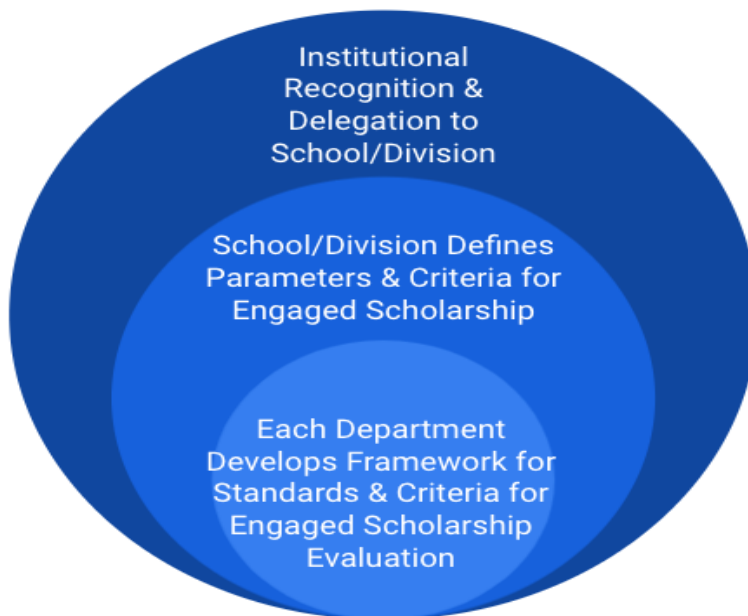 Institutional
Recognition &
Delegation to
School/Division
School/Division Defines
Parameters & Criteria for
Engaged Scholarship
Each Department
Develops Framework for
Standards & Criteria for
Engaged Scholarship
Evaluation